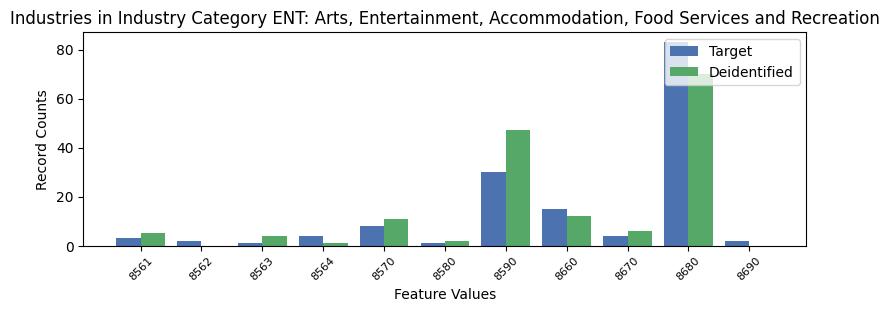 Industries in Industry Category ENT: Arts, Entertainment, Accommodation, Food Services and Recreation
Target
Deidentified
Record Counts
80
60
40
20
0
8561 8562 8563 8564 8570 8580 8590 8660 8670 8680 8690
Feature Values